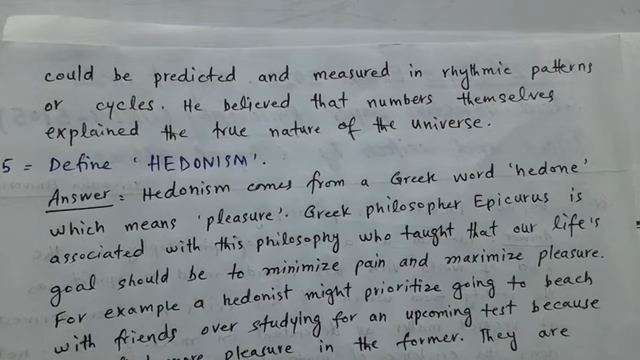 could be predicted and measured in rhythmic patterns
or cycles. He believed that numbers themselves
explained the true nature of the universe.
5 = Define 'HEDONISM'.
Answer: Hedonism comes from a Greek word 'hedone'
which means 'pleasure'. Greek philosopher Epicurus is
associated with this philosophy who taught that our life's
goal should be to minimize pain and maximize pleasure.
For example a hedonist might prioritize going to beach
with friends over studying for an upcoming test because
more pleasure in the former. They are